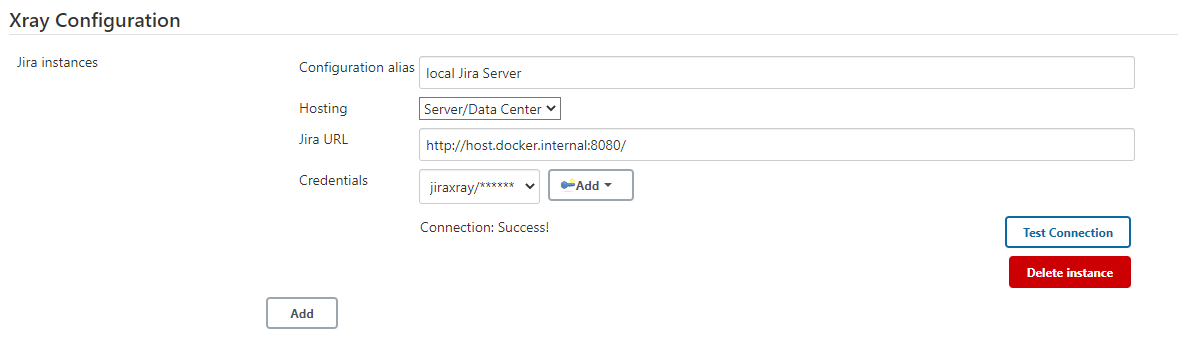 Xray Configuration
Jira instances
Configuration alias
local Jira Server
Hosting
Server/Data Center
Jira URL
http://host.docker.internal:8080/
Credentials
jiraxray/******
Add
Connection: Success!
Test Connection
Delete instance
Add